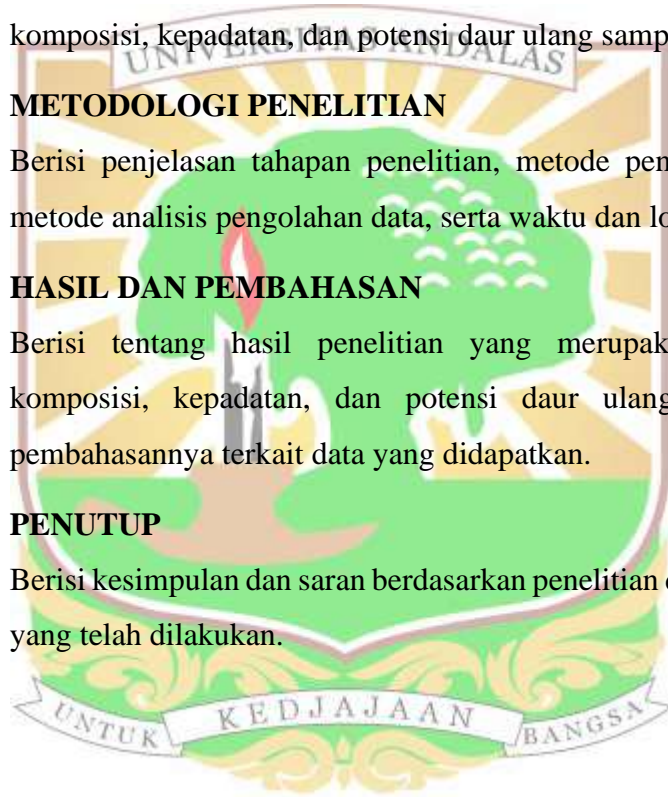 komposisi, kepadatan, dan potensi daur ulang samp
UNIVERSITAS ANDALAS
METODOLOGI PENELITIAN
Berisi penjelasan tahapan penelitian, metode pen
metode analisis pengolahan data, serta waktu dan lo
HASIL DAN PEMBAHASAN
Berisi tentang hasil penelitian yang merupak
komposisi, kepadatan, dan potensi daur ulang
pembahasannya terkait data yang didapatkan.
PENUTUP
Berisi kesimpulan dan saran berdasarkan penelitian
yang telah dilakukan.
UNTUK KEDJAJAAN BANGSA